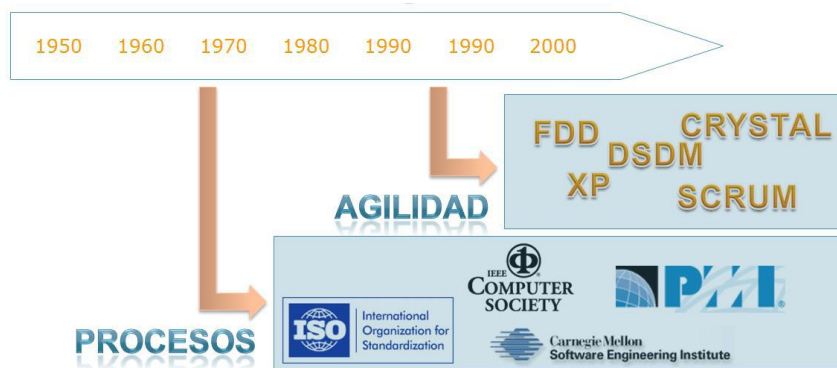 1950 1960 1970 1980 1990 1990 2000
FDD
CRYSTAL
DSDM
XP
SCRUM
AGILIDAD
IEEE
COMPUTER
SOCIETY
PMI
ISO
International
Organization for
Standardization
Carnegie Mellon
Software Engineering Institute
PROCESOS